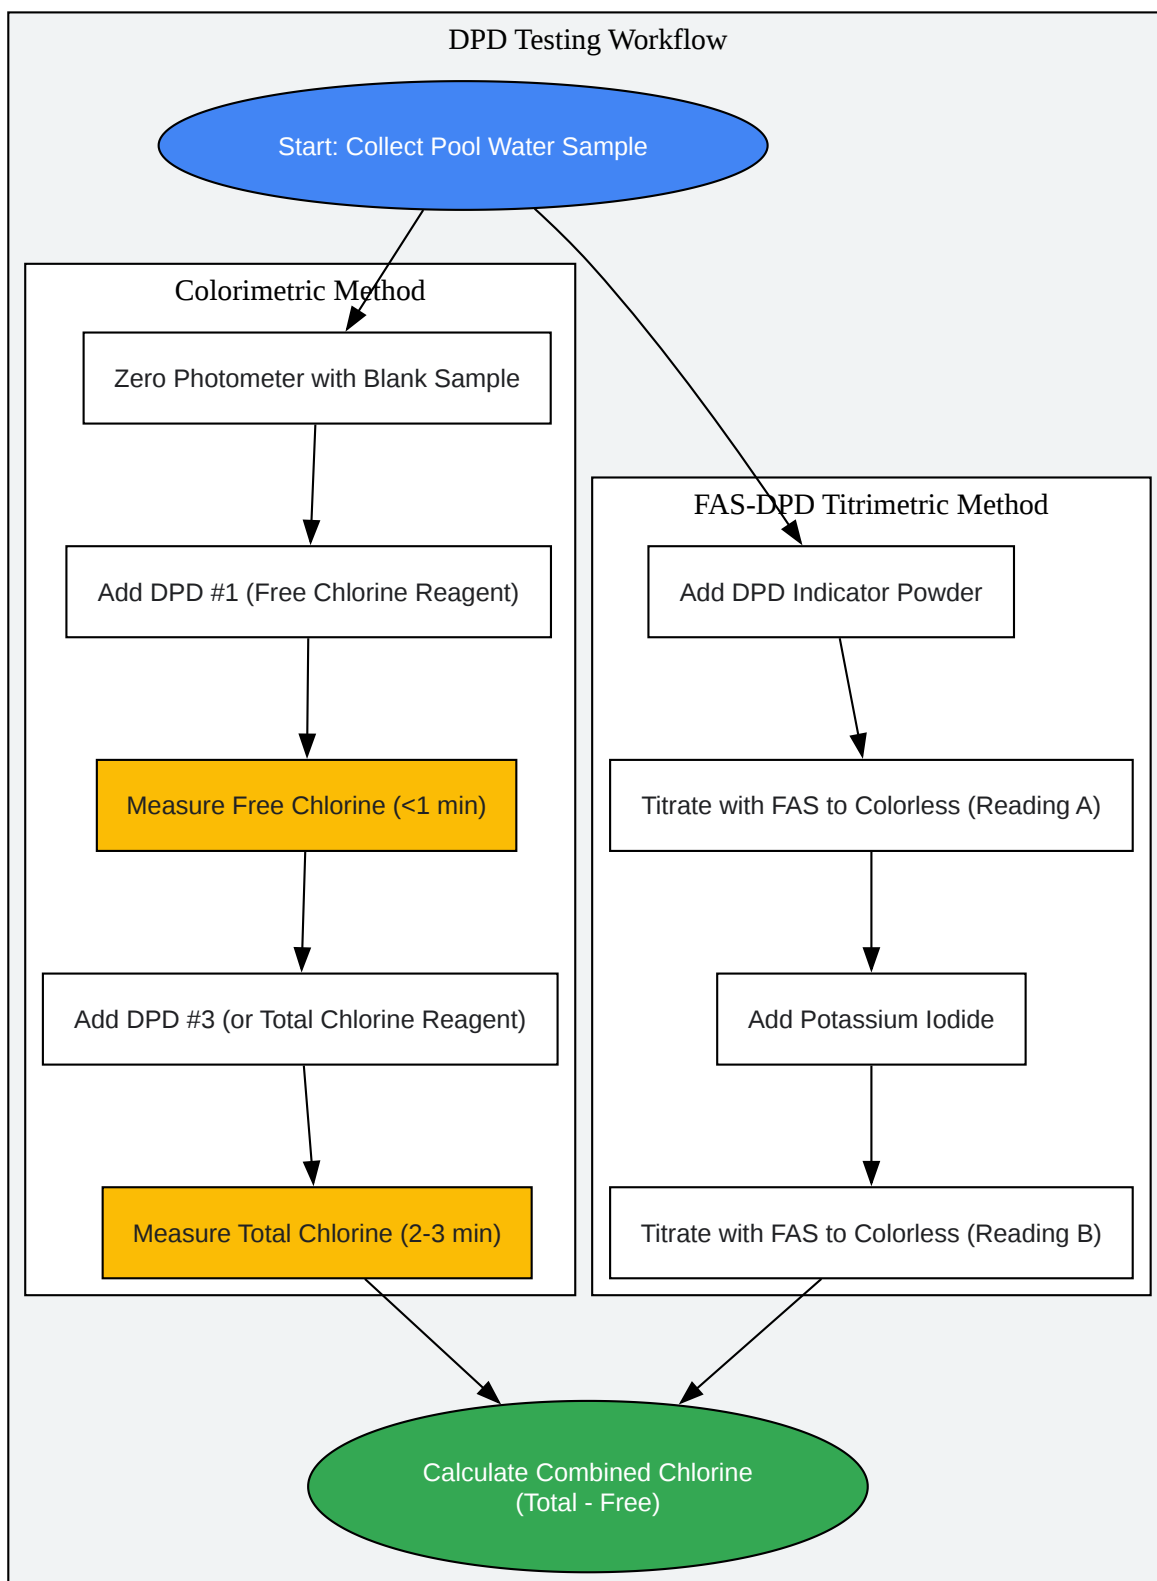 DPD Testing Workflow
Start: Collect Pool Water Sample
Colorimetric Method
Zero Photometer with Blank Sample
Add DPD #1 (Free Chlorine Reagent)
Measure Free Chlorine (<1 min)
Add DPD #3 (or Total Chlorine Reagent)
Measure Total Chlorine (2-3 min)
FAS-DPD Titrimetric Method
Add DPD Indicator Powder
Titrate with FAS to Colorless (Reading A)
Add Potassium Iodide
Titrate with FAS to Colorless (Reading B)
Calculate Combined Chlorine
(Total - Free)